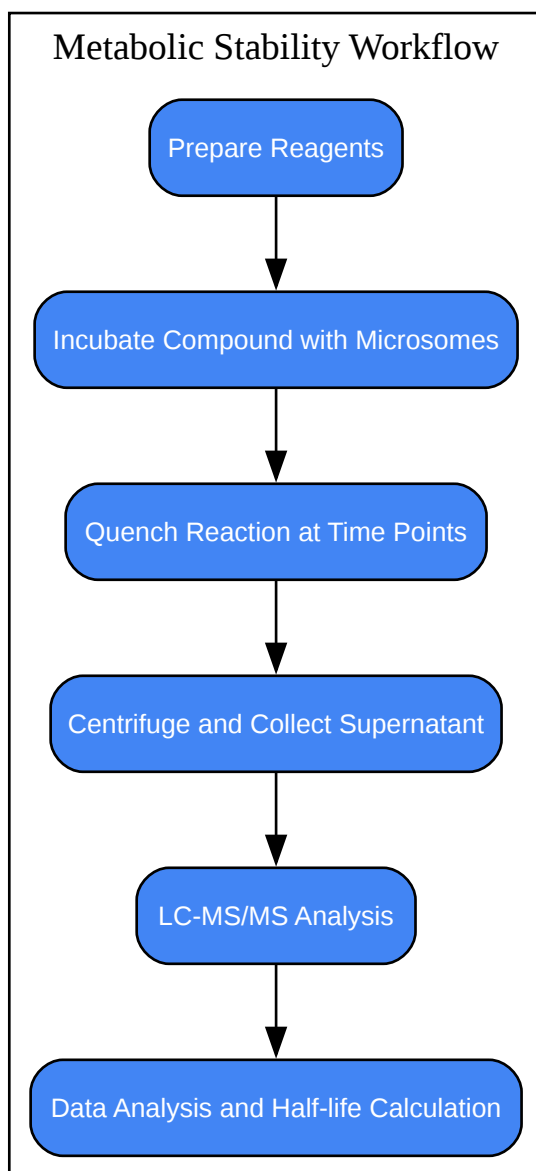 Metabolic Stability Workflow
Prepare Reagents
Incubate Compound with Microsomes
Quench Reaction at Time Points
Centrifuge and Collect Supernatant
LC-MS/MS Analysis
Data Analysis and Half-life Calculation